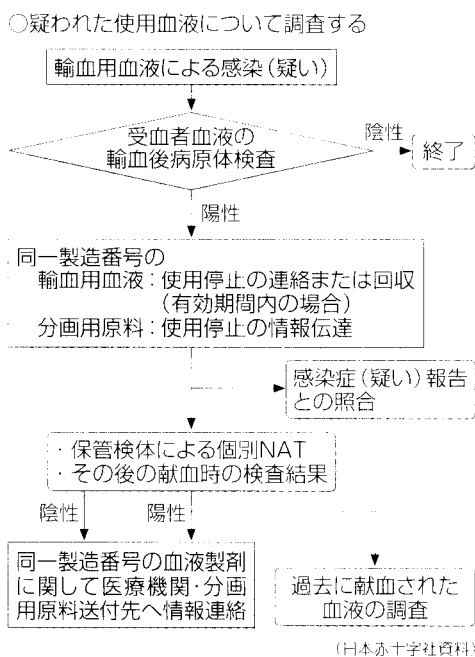 ○疑われた使用血液について調査する
輸血用血液による感染(疑い)
受血者血液の
輸血後病原体検査
陰性
終了
陽性
同一製造番号の
輸血用血液:使用停止の連絡または回収
(有効期間内の場合)
分画用原料:使用停止の情報伝達
感染症(疑い)報告
との照合
・保管検体による個別NAT
・その後の献血時の検査結果
陰性
陽性
同一製造番号の血液製剤
に関して医療機関・分画
用原料送付先へ情報連絡
過去に献血された
血液の調査
(日本赤十字社資料)